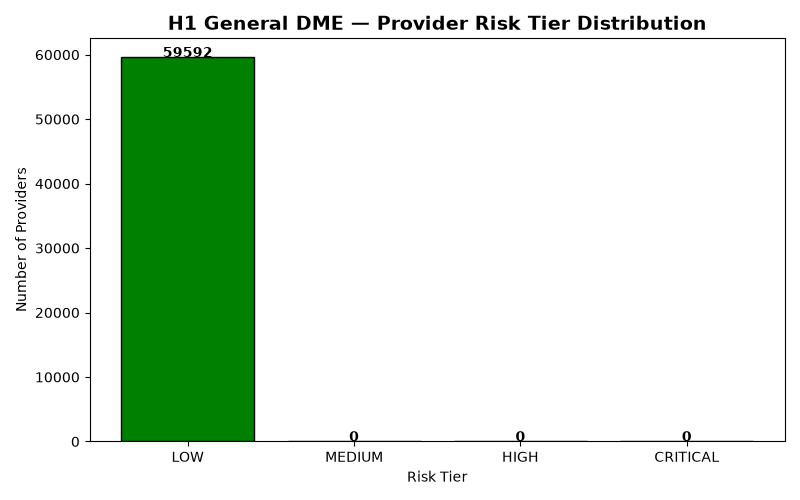 H1 General DME — Provider Risk Tier Distribution
Number of Providers
60000
50000
40000
30000
20000
10000
0
59592
0
0
0
LOW
MEDIUM
HIGH
CRITICAL
Risk Tier